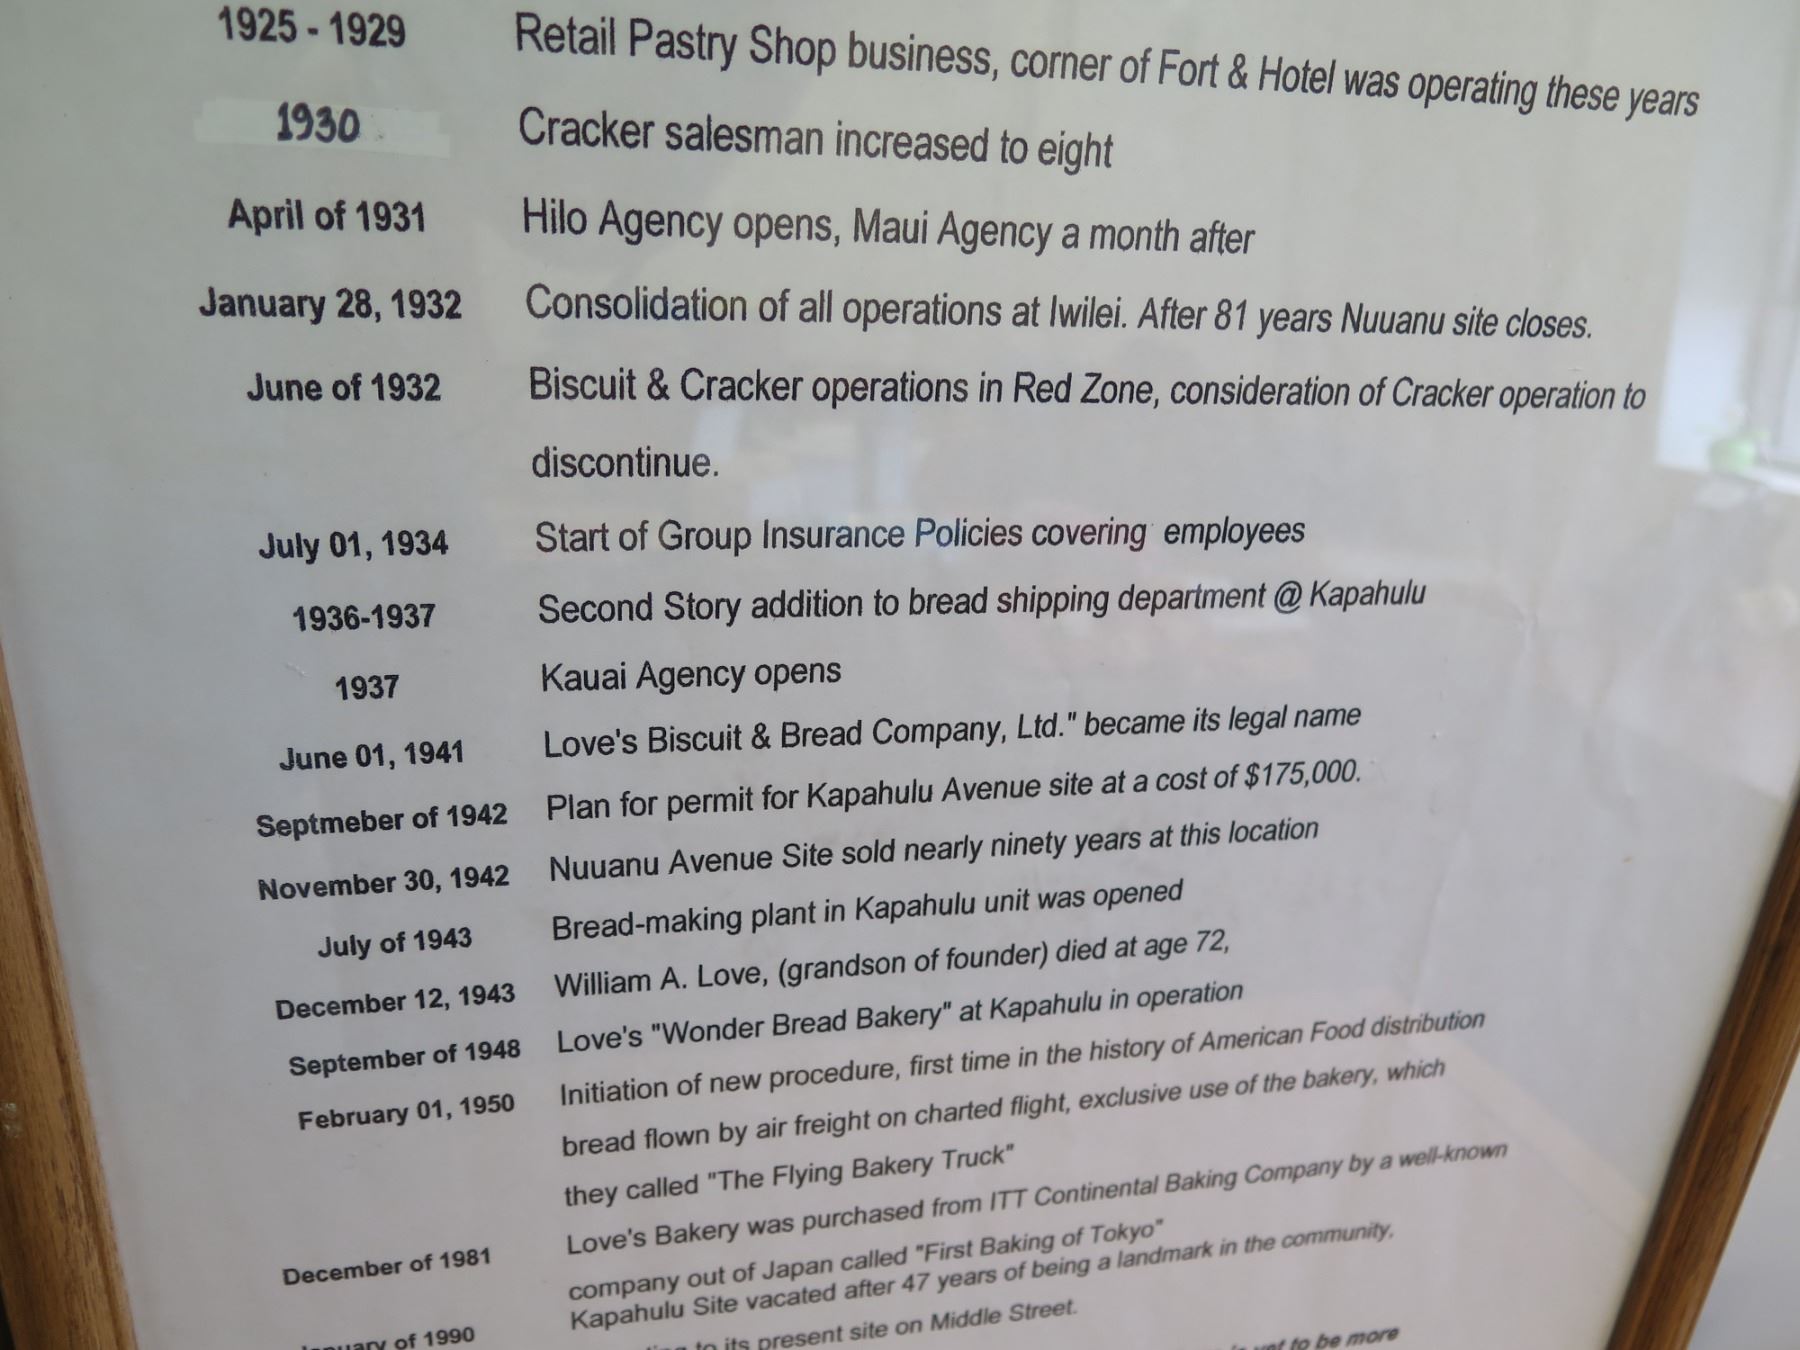 1925 - 1929 Retail Pastry Shop business, corner of Fort & Hotel was operating these years
1930 Cracker salesman increased to eight
April of 1931 Hilo Agency opens, Maui Agency a month after
January 28, 1932 Consolidation of all operations at Iwilei. After 81 years Nuuanu site closes.
June of 1932 Biscuit & Cracker operations in Red Zone, consideration of Cracker operation to
discontinue.
July 01, 1934 Start of Group Insurance Policies covering employees
1936-1937 Second Story addition to bread shipping department @ Kapahulu
1937 Kauai Agency opens
June 01, 1941 Love's Biscuit & Bread Company, Ltd." became its legal name
Septmeber of 1942 Plan for permit for Kapahulu Avenue site at a cost of $175,000.
November 30, 1942 Nuuanu Avenue Site sold nearly ninety years at this location
July of 1943 Bread-making plant in Kapahulu unit was opened
December 12, 1943 William A. Love, (grandson of founder) died at age 72,
September of 1948 Love's "Wonder Bread Bakery" at Kapahulu in operation
February 01, 1950 Initiation of new procedure, first time in the history of American Food distribution
bread flown by air freight on charted flight, exclusive use of the bakery, which
they called "The Flying Bakery Truck"
December of 1981 Love's Bakery was purchased from ITT Continental Baking Company by a well-known
company out of Japan called "First Baking of Tokyo"
of 1990 Kapahulu Site vacated after 47 years of being a landmark in the community,
to its present site on Middle Street.
to be more